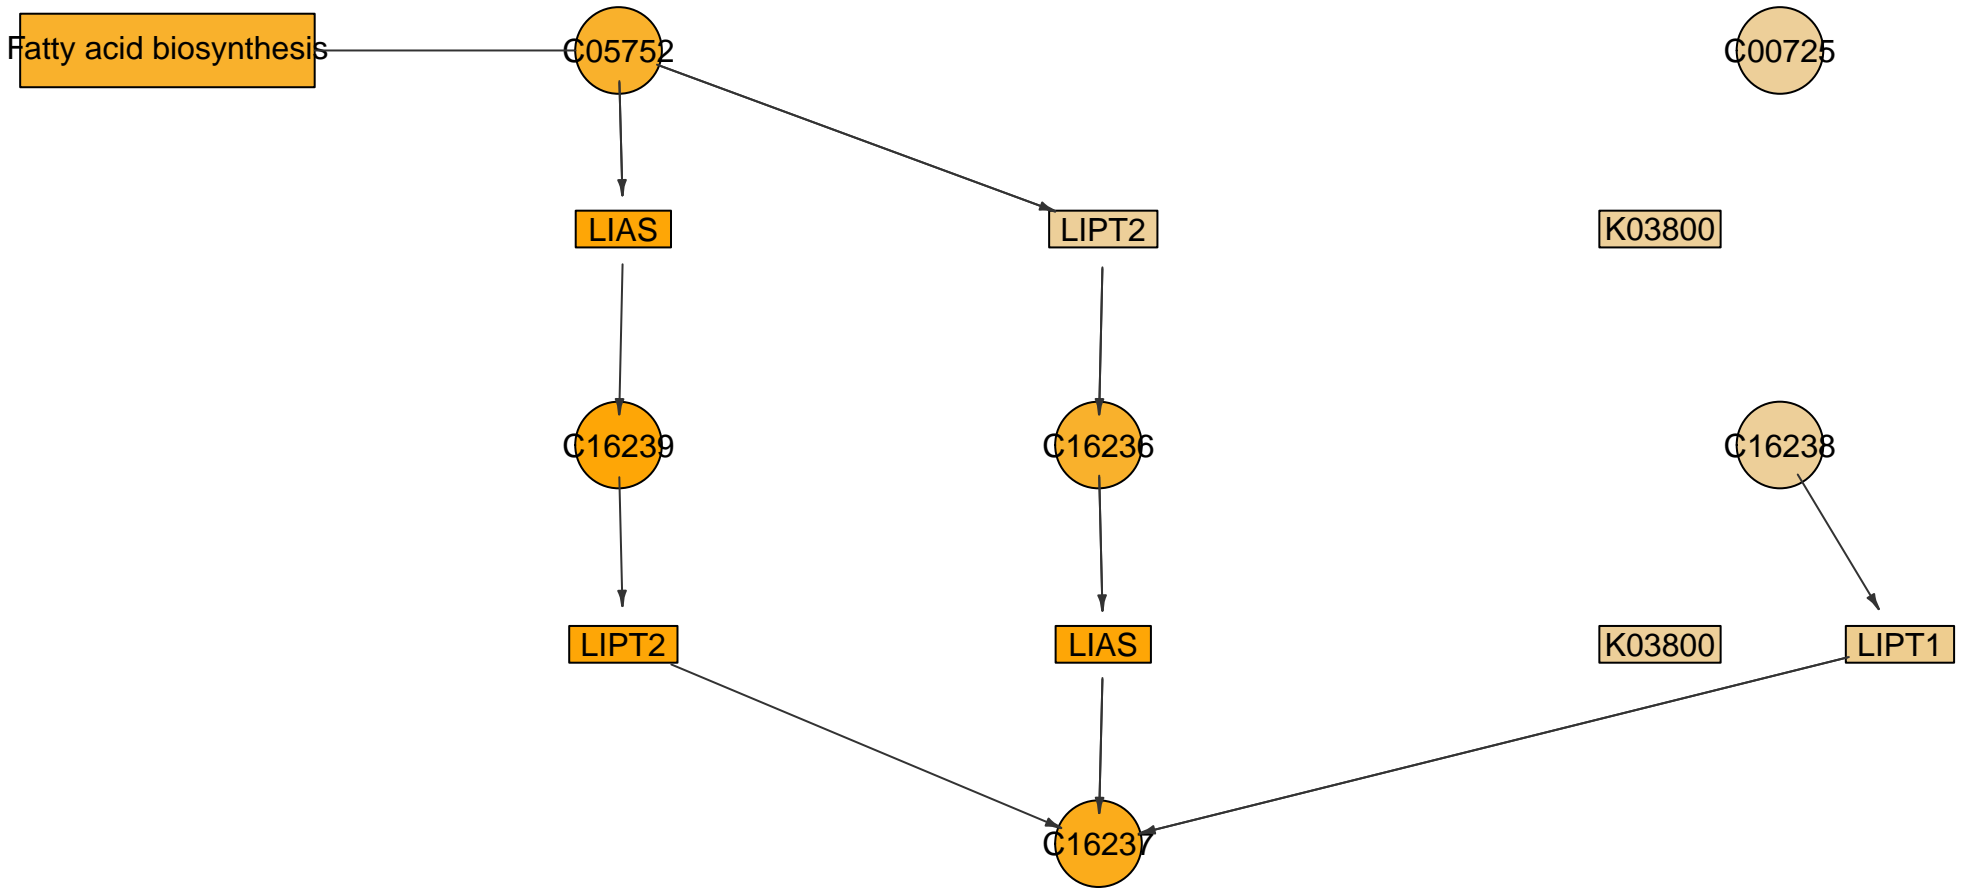 Fatty acid biosynthesis
C05752
C00725
LIAS
LIPT2
K03800
C16239
C16236
C16238
LIPT2
LIAS
K03800
LIPT1
C16237